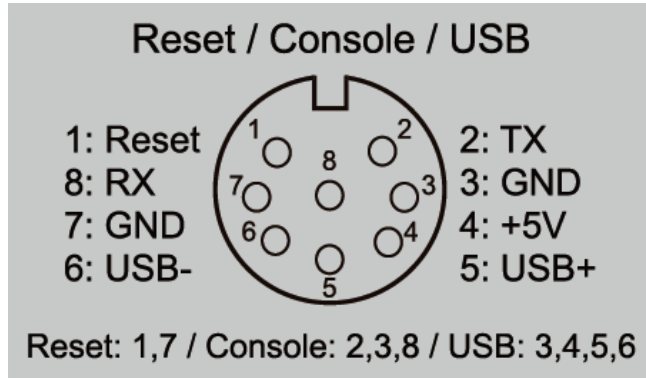 Reset / Console / USB
1: Reset
8: RX
7: GND
6: USB-
1
2
8
7
3
6
4
5
2: TX
3: GND
4: +5V
5: USB+
Reset: 1,7 / Console: 2,3,8 / USB: 3,4,5,6